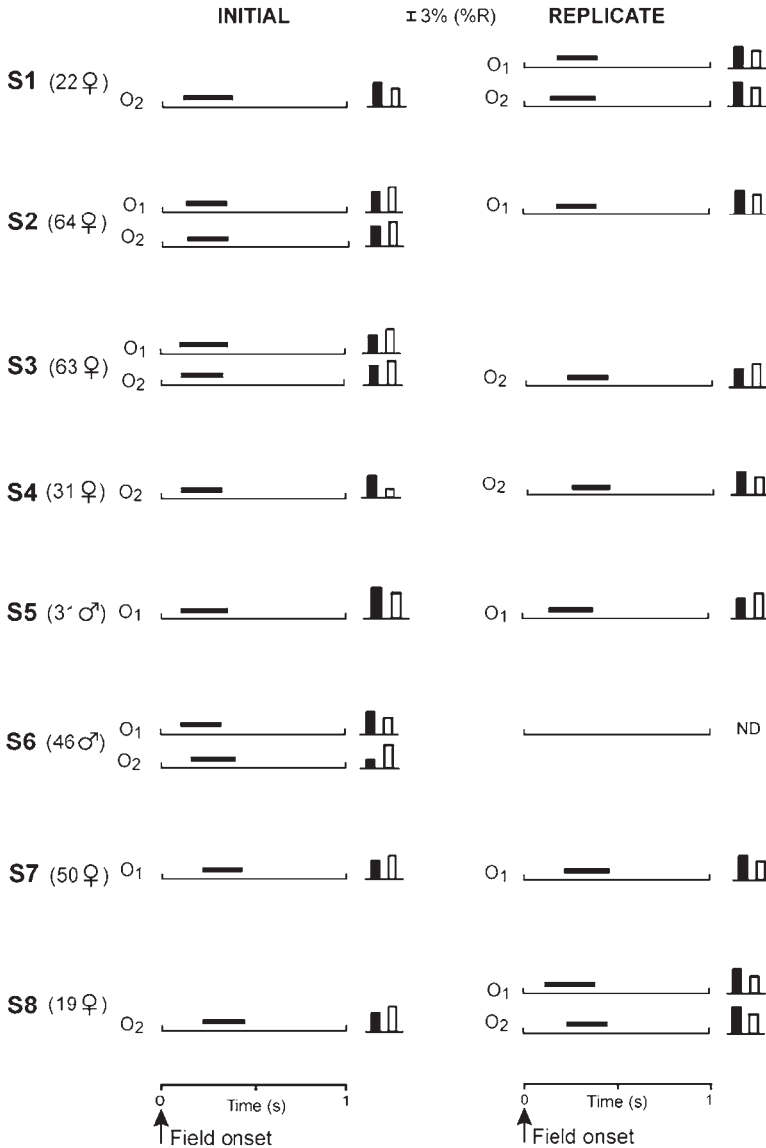 INITIAL 3% (%R) REPLICATE
S1 (22♀) O2 O1
O2
S2 (64♀) O1 O1
O2
S3 (63♀) O1
O2 O2
S4 (31♀) O2 O2
S5 O1 O1
S6 (46♂) O1 ND
O2
S7 (50♀) O1 O1
S8 (19♀) O2 O1
O2
0 Time (s) 1 0 Time (s) 1
Field onset Field onset